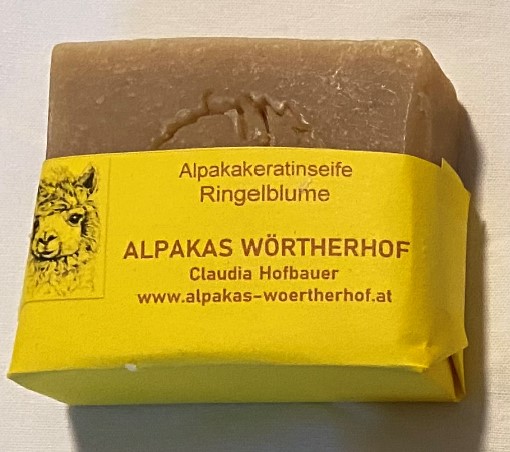 Alpakakeratinseife
Ringelblume
ALPAKAS WÖRTHERHOF
Claudia Hofbauer
www.alpakas-woertherhof.at